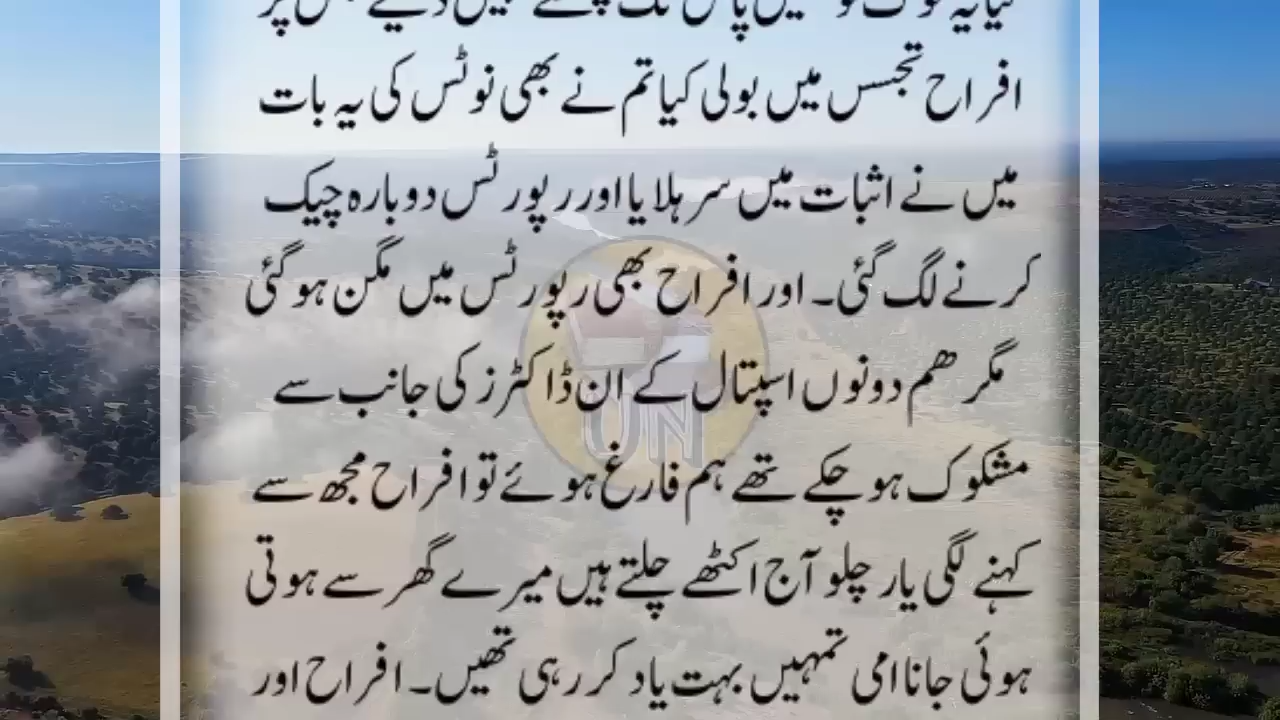 افراح تجسس میں بولی کیا تم نے بھی نوٹس کی یہ بات
میں نے اثبات میں سر ہلایا اور رپورٹس دوبارہ چیک
کرنے لگ گئی۔ اور افراح بھی رپورٹس میں مگن ہو گئی
مگر ھم دونوں اسپتال کے ان ڈاکٹرز کی جانب سے
مشکوک ہو چکے تھے ہم فارغ ہوئے تو افراح مجھ سے
کہنے لگی یار چلو آج اکٹھے چلتے ہیں میرے گھر سے ہوتی
ہوئی جانا امی تمہیں بہت یاد کر رہی تھیں۔ افراح اور
UN